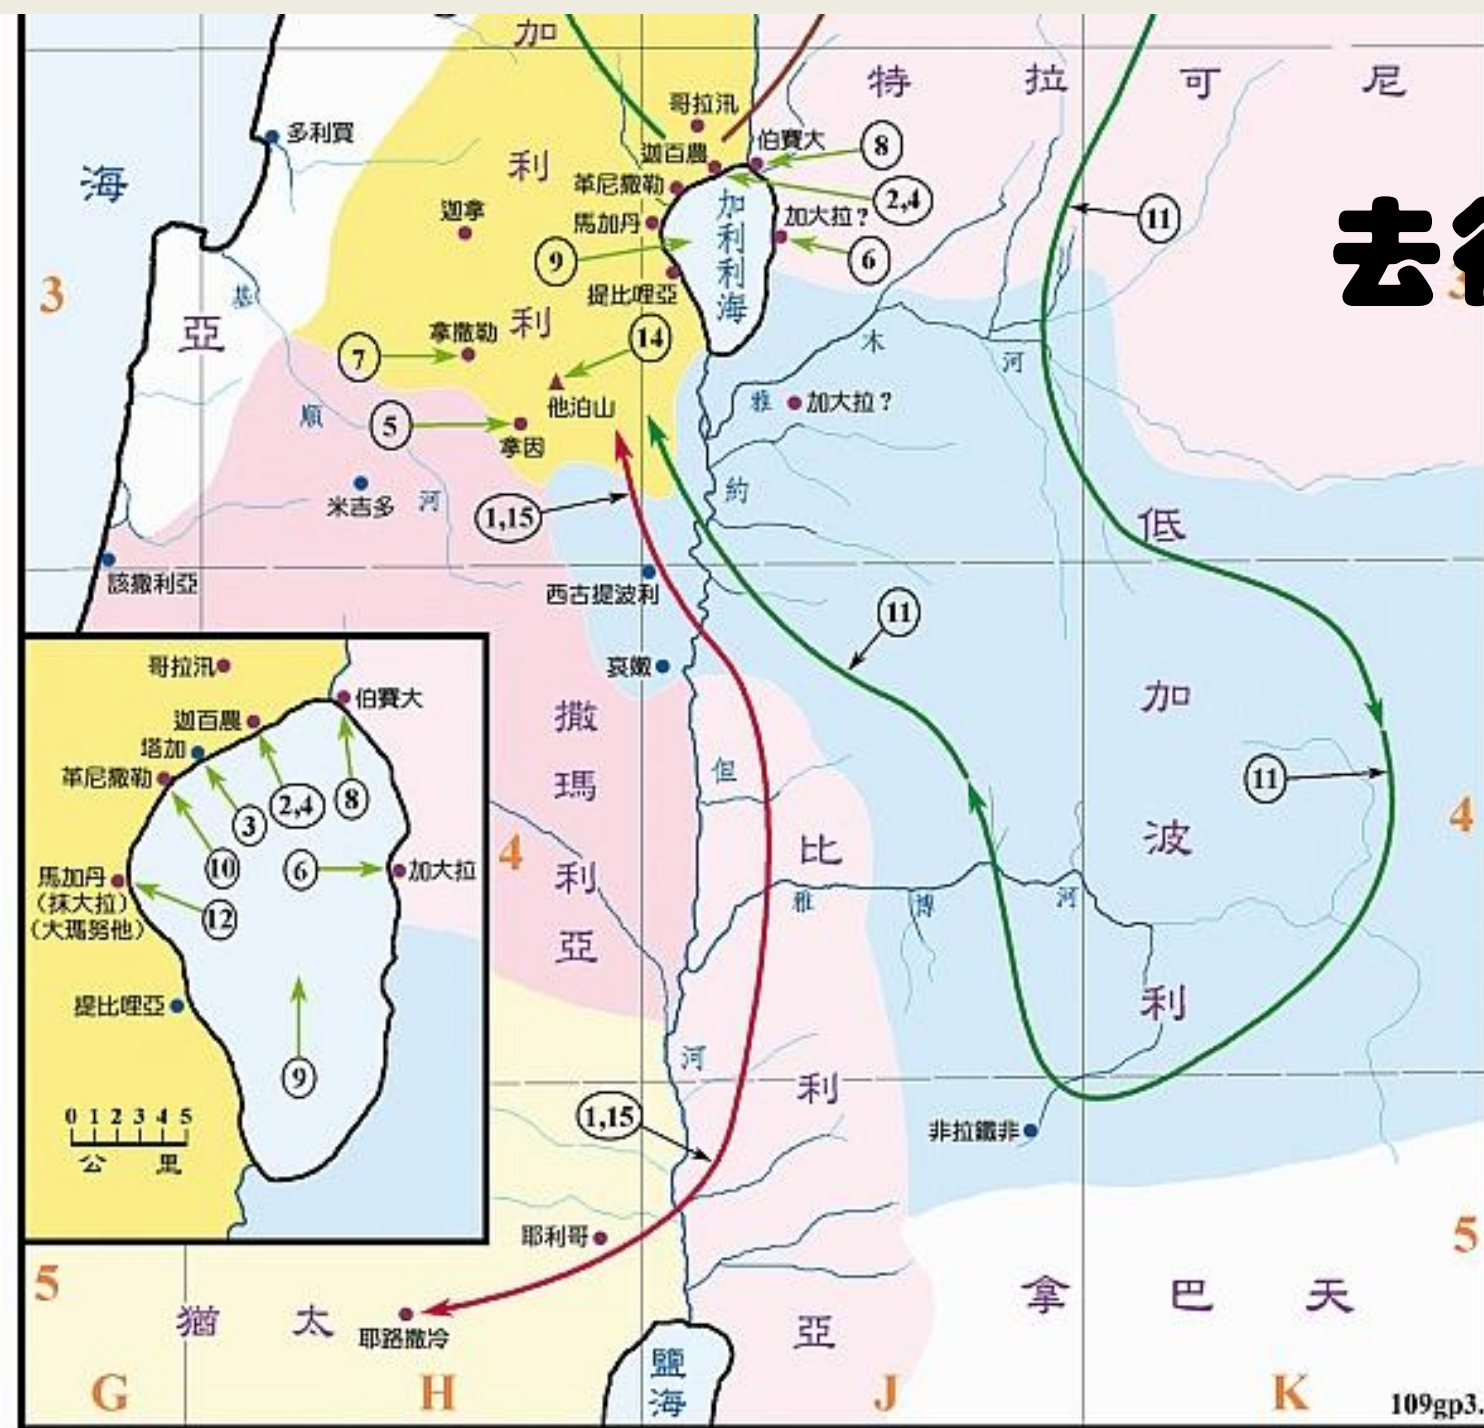 加
特 拉 可 尼
哥拉汛
多利買
伯賽大
8
迦百農
海
利
革尼撒勒
2,4
迦拿
馬加丹
加利利海
加大拉?
11
去
9
6
3
提比哩亞
基
亞
利
拿撒勒
14
7
木
河
他泊山
雅
加大拉?
順
5
拿因
米吉多
河
約
1,15
低
該撒利亞
西古提波利
11
哀嫩
哥拉汛
伯賽大
撒
加
迦百農
塔加
革尼撒勒
但
瑪
11
8
2,4
3
4
4
比
波
10
6
加大拉
利
馬加丹
(抹大拉)
(大瑪努他)
12
雅 博 河
亞
提比哩亞
利
河
9
利
0 1 2 3 4 5
公 里
1,15
非拉鐵非
耶利哥
5
5
猶 太
耶路撒冷
亞
拿 巴 天
鹽海
G H J K
109gp3.